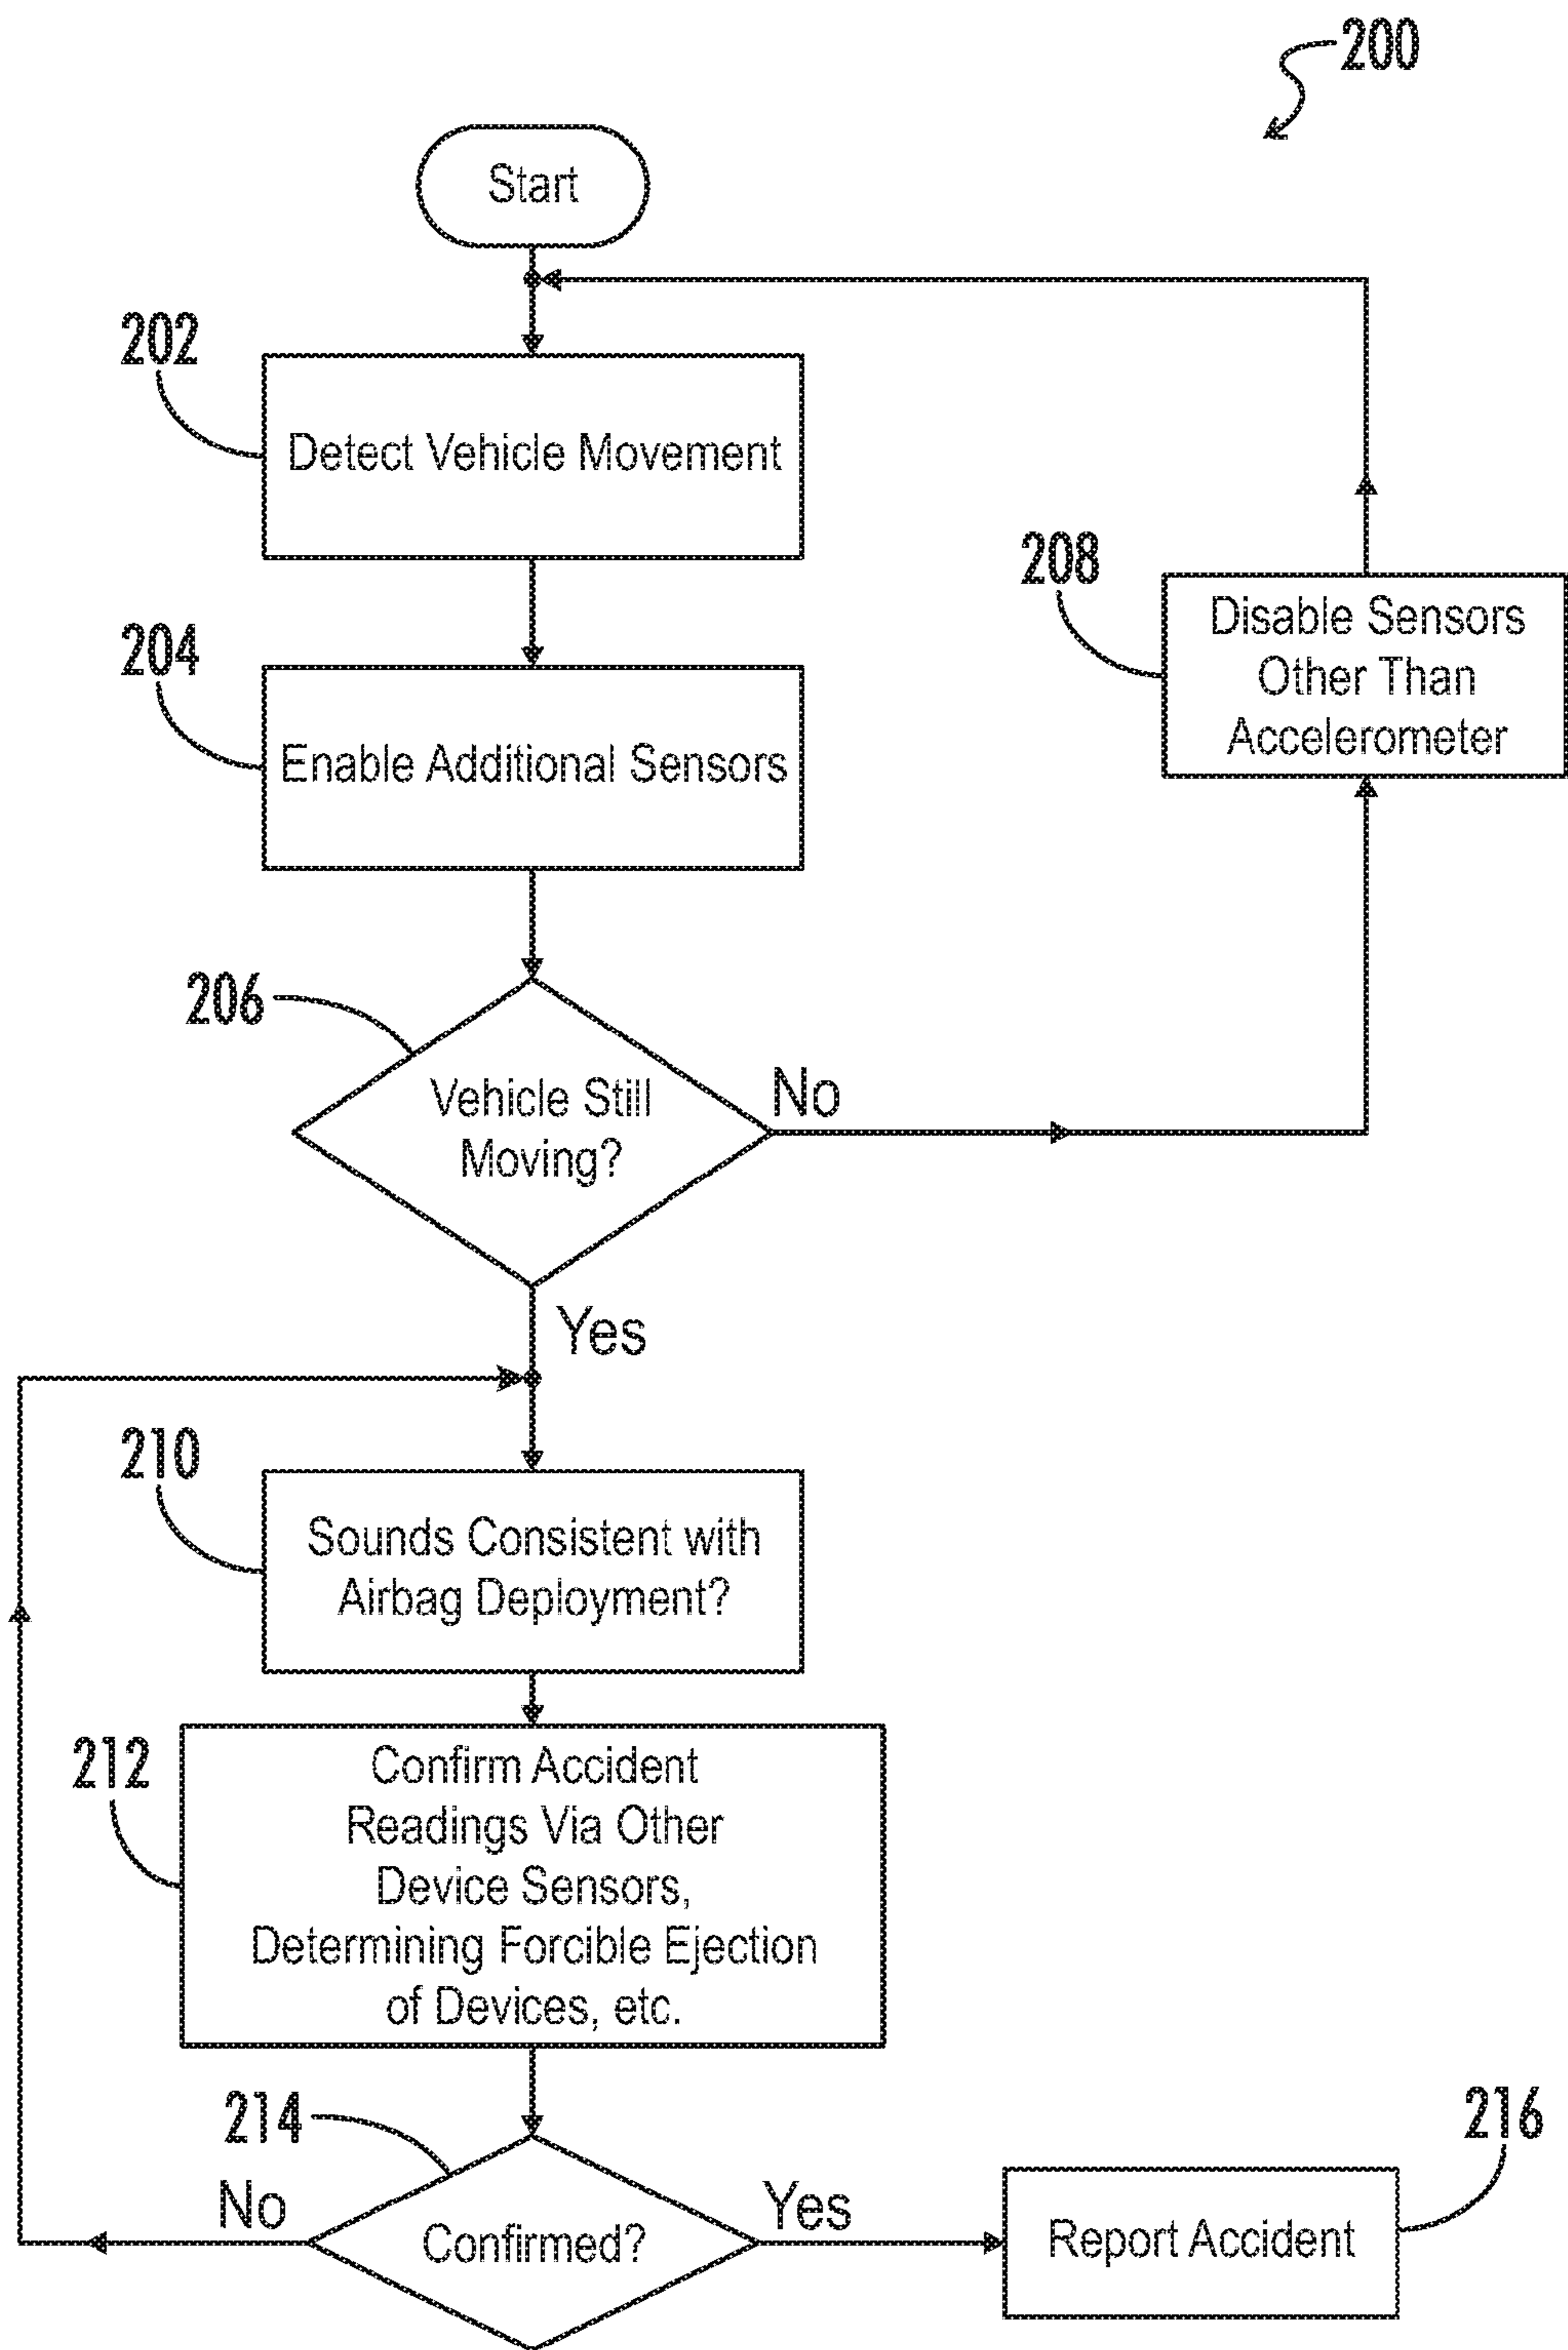 200
Start
202
Detect Vehicle Movement
208
Disable Sensors
Other Than
Accelerometer
204
Enable Additional Sensors
206
Vehicle Still
Moving?
No
Yes
210
Sounds Consistent with
Airbag Deployment?
212
Confirm Accident
Readings Via Other
Device Sensors,
Determining Forcible Ejection
of Devices, etc.
214
No
Confirmed?
Yes
216
Report Accident